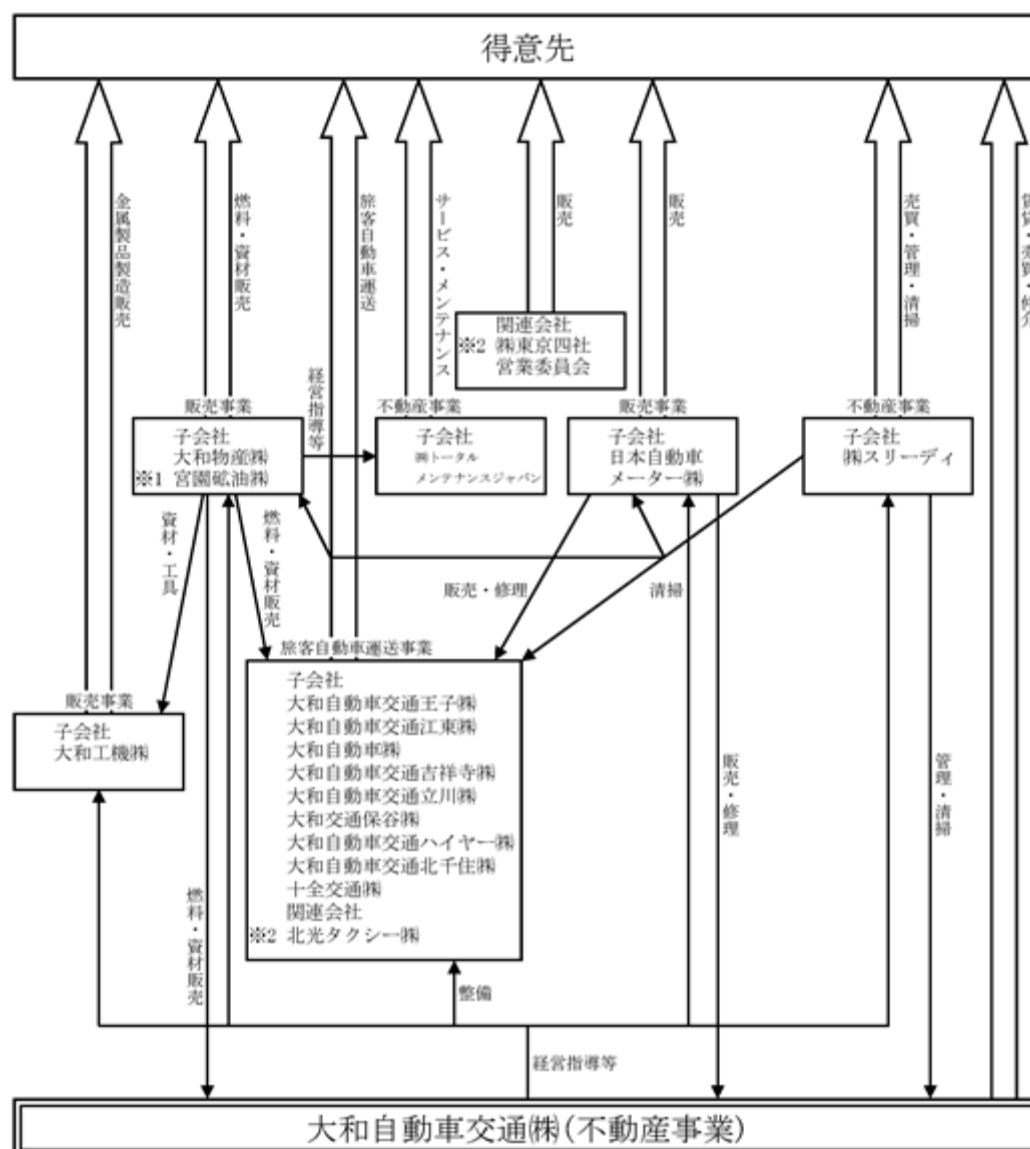 得意先
金属製品製造販売
燃料・資材販売
旅客自動車運送
サービス・メンテナンス
販売
販売
売買・管理・清掃
賃貸・売買・仲介
関連会社
※2 ㈱東京四社
営業委員会
経営指導等
販売事業
子会社
大和物産㈱
※1 宮園砿油㈱
不動産事業
子会社
㈱トータル
メンテナンスジャパン
販売事業
子会社
日本自動車
メーター㈱
不動産事業
子会社
㈱スリーディ
資材・工具
燃料・資材販売
販売・修理
清掃
旅客自動車運送事業
子会社
大和自動車交通王子㈱
大和自動車交通江東㈱
大和自動車㈱
大和自動車交通吉祥寺㈱
大和自動車交通立川㈱
大和交通保谷㈱
大和自動車交通ハイヤー㈱
大和自動車交通北千住㈱
十全交通㈱
関連会社
※2 北光タクシー㈱
販売事業
子会社
大和工機㈱
販売・修理
管理・清掃
燃料・資材販売
整備
経営指導等
大和自動車交通㈱(不動産事業)